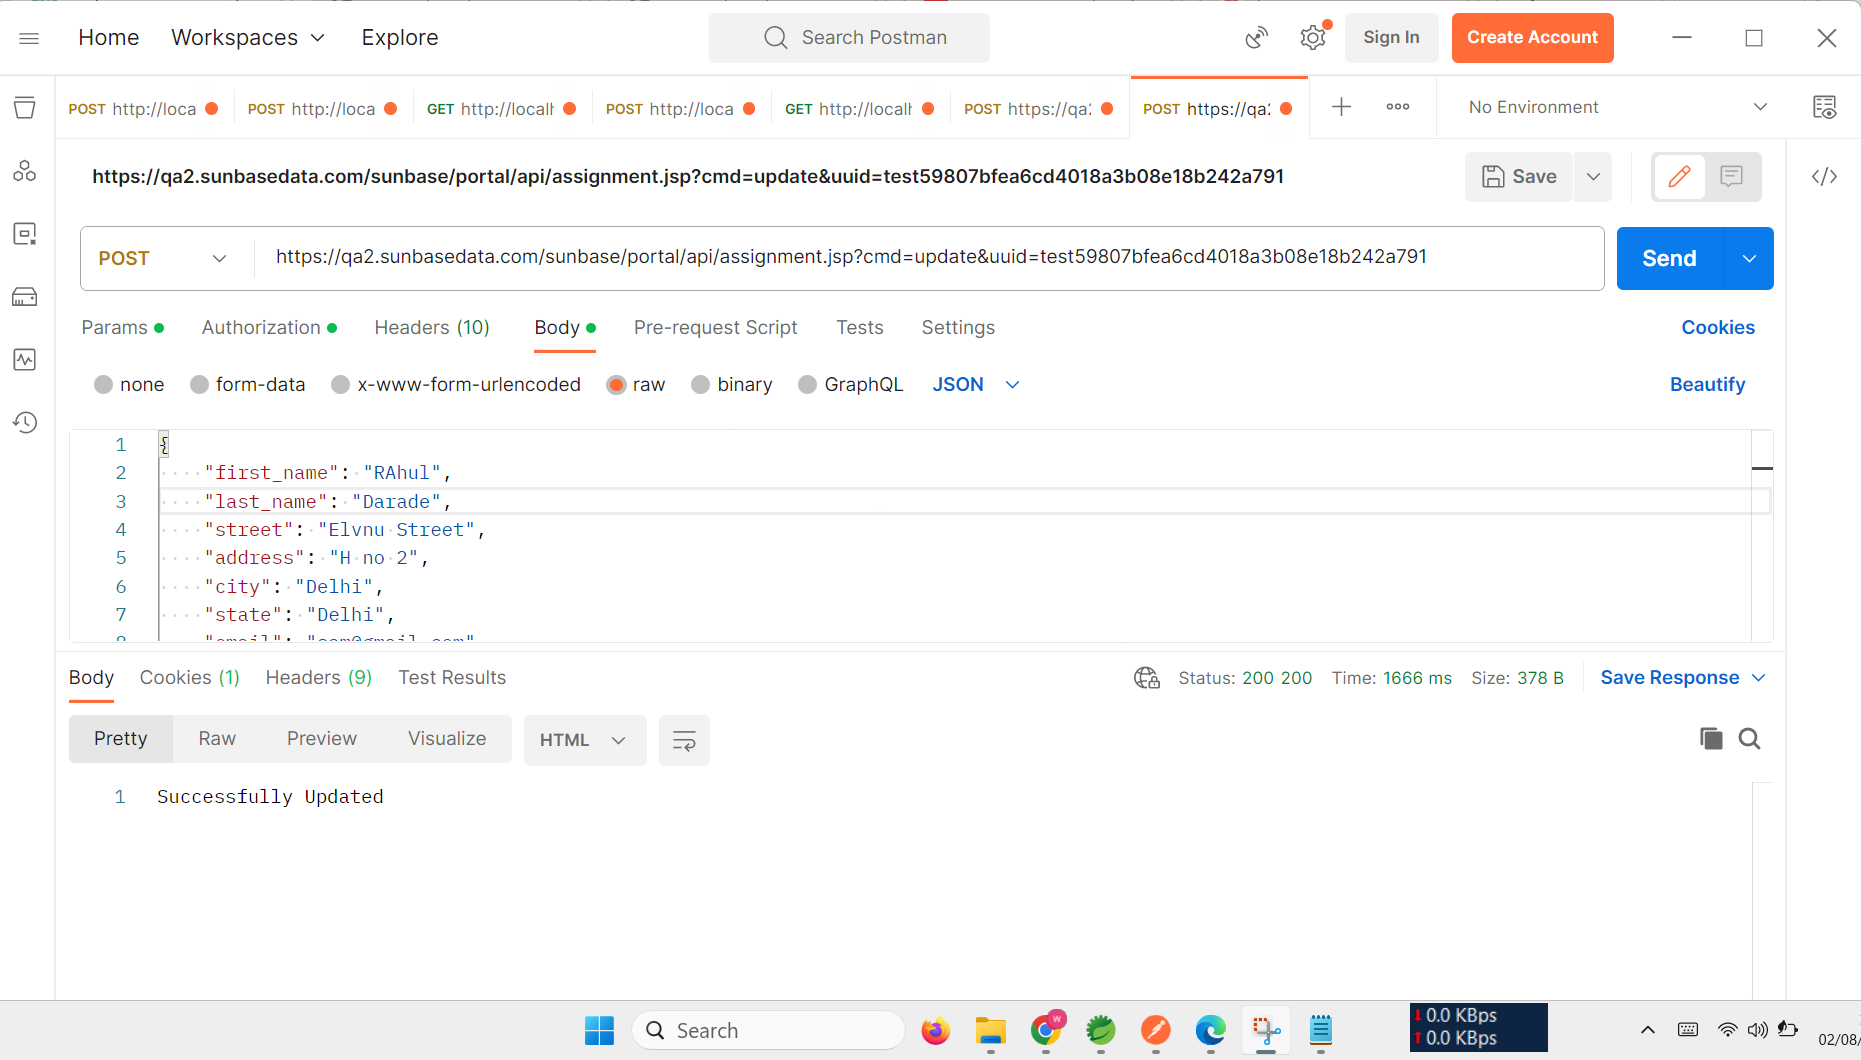 Home Workspaces Explore Search Postman Sign In Create Account
POST http://loca POST http://loca GET http://localh POST http://loca GET http://localh POST https://qa2 POST https://qa2 No Environment
https://qa2.sunbasedata.com/sunbase/portal/api/assignment.jsp?cmd=update&uuid=test59807bfea6cd4018a3b08e18b242a791 Save
POST https://qa2.sunbasedata.com/sunbase/portal/api/assignment.jsp?cmd=update&uuid=test59807bfea6cd4018a3b08e18b242a791 Send
Params Authorization Headers (10) Body Pre-request Script Tests Settings Cookies
none form-data x-www-form-urlencoded raw binary GraphQL JSON Beautify
1 {
2 "first_name": "RAhul",
3 "last_name": "Darade",
4 "street": "Elvnu Street",
5 "address": "H no 2",
6 "city": "Delhi",
7 "state": "Delhi",
Body Cookies (1) Headers (9) Test Results Status: 200 200 Time: 1666 ms Size: 378 B Save Response
Pretty Raw Preview Visualize HTML
1 Successfully Updated
Search
W
0.0 KBps
0.0 KBps
02/08/